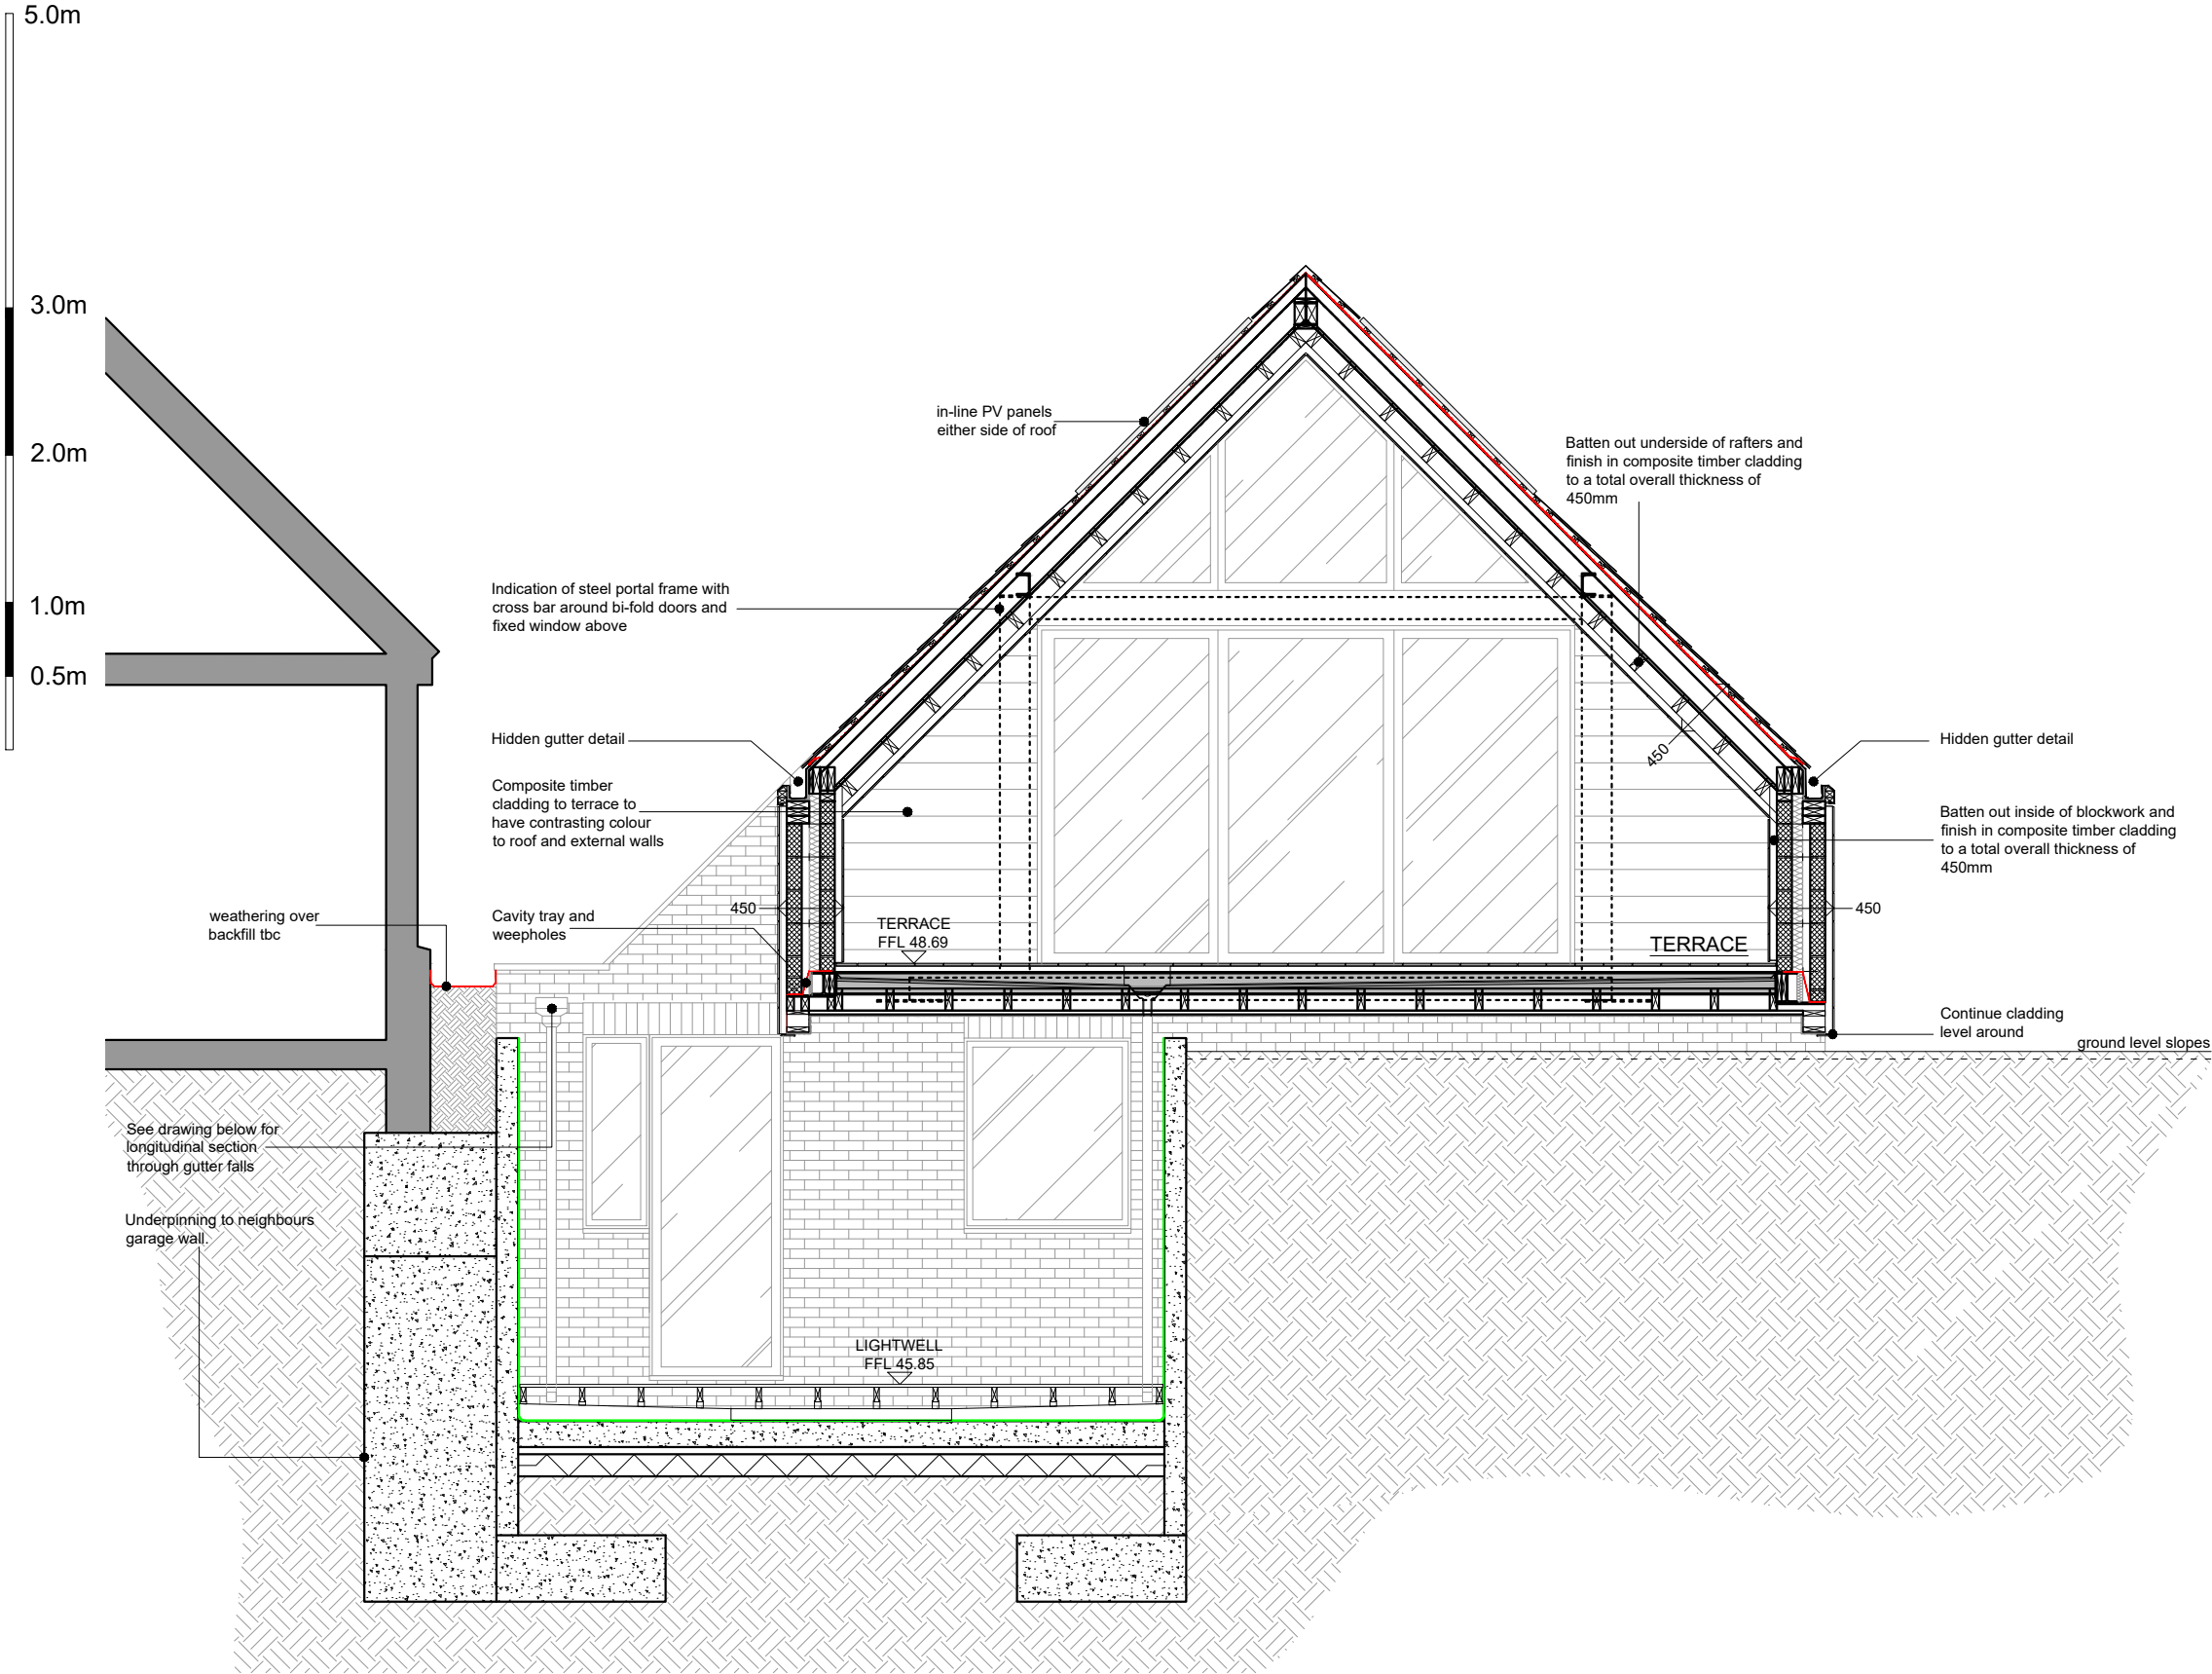 5.0m
3.0m
2.0m
1.0m
0.5m
in-line PV panels
either side of roof
Batten out underside of rafters and
finish in composite timber cladding
to a total overall thickness of
450mm
Indication of steel portal frame with
cross bar around bi-fold doors and
fixed window above
Hidden gutter detail
450
Hidden gutter detail
Composite timber
cladding to terrace to
have contrasting colour
to roof and external walls
Batten out inside of blockwork and
finish in composite timber cladding
to a total overall thickness of
450mm
weathering over
backfill tbc
Cavity tray and
weepholes
450
TERRACE
FFL 48.69
TERRACE
450
Continue cladding
level around
ground level slopes
See drawing below for
longitudinal section
through gutter falls
Underpinning to neighbours
garage wall.
LIGHTWELL
FFL 45.85